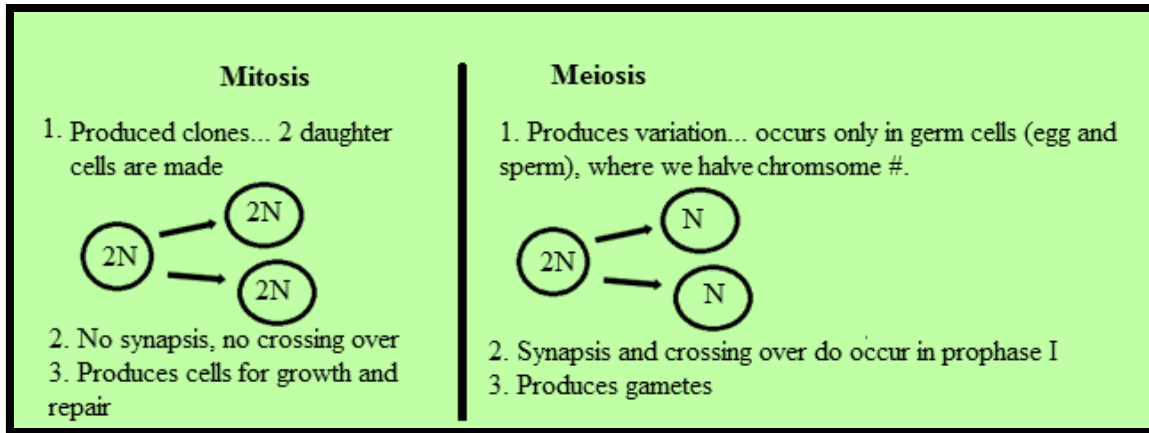 Mitosis
1. Produced clones... 2 daughter
cells are made
2N
2N
2N
2. No synapsis, no crossing over
3. Produces cells for growth and
repair
Meiosis
1. Produces variation... occurs only in germ cells (egg and
sperm), where we halve chromsome #.
N
2N
N
2. Synapsis and crossing over do occur in prophase I
3. Produces gametes